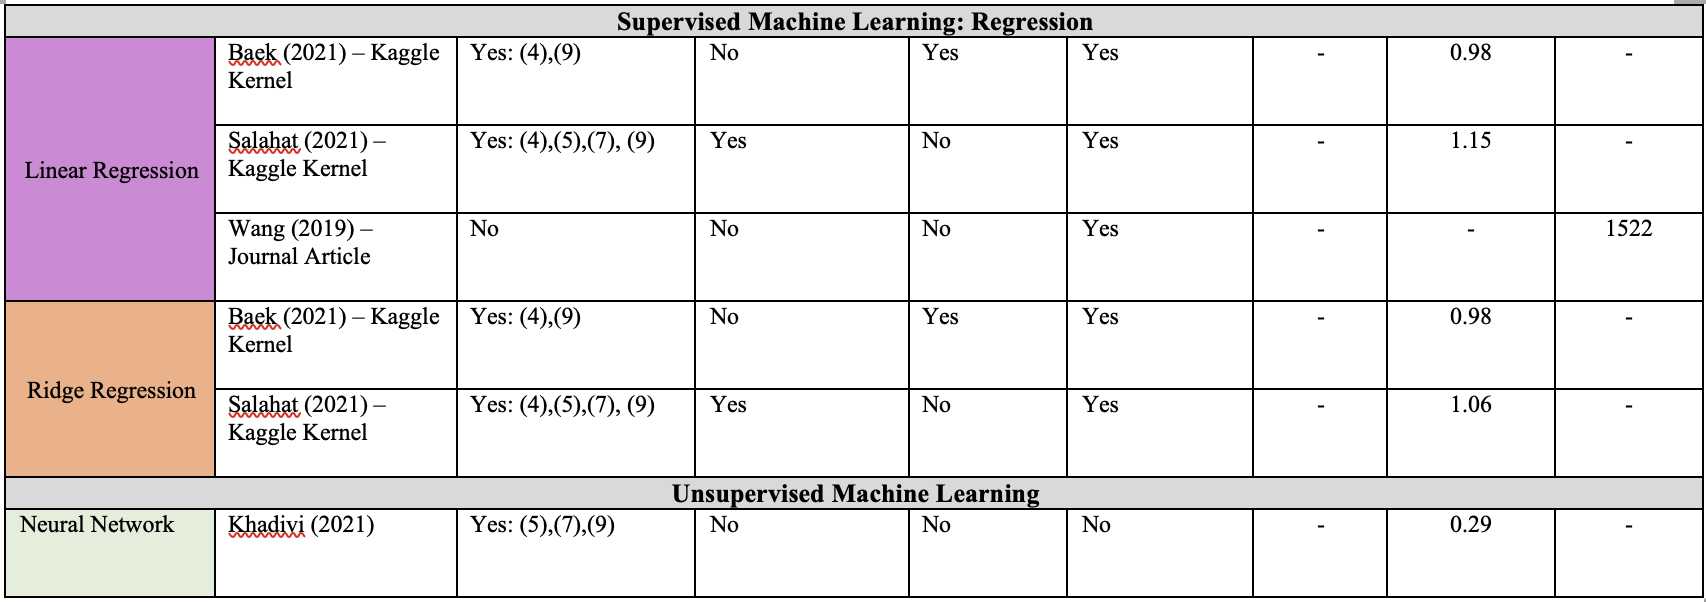 Supervised Machine Learning: Regression
Linear Regression
Baek (2021) – Kaggle
Kernel
Yes: (4),(9)
No
Yes
Yes
-
0.98
-
Salahat (2021) –
Kaggle Kernel
Yes: (4),(5),(7), (9)
Yes
No
Yes
-
1.15
-
Wang (2019) –
Journal Article
No
No
No
Yes
-
-
1522
Ridge Regression
Baek (2021) – Kaggle
Kernel
Yes: (4),(9)
No
Yes
Yes
-
0.98
-
Salahat (2021) –
Kaggle Kernel
Yes: (4),(5),(7), (9)
Yes
No
Yes
-
1.06
-
Unsupervised Machine Learning
Neural Network
Khadivi (2021)
Yes: (5),(7),(9)
No
No
No
-
0.29
-